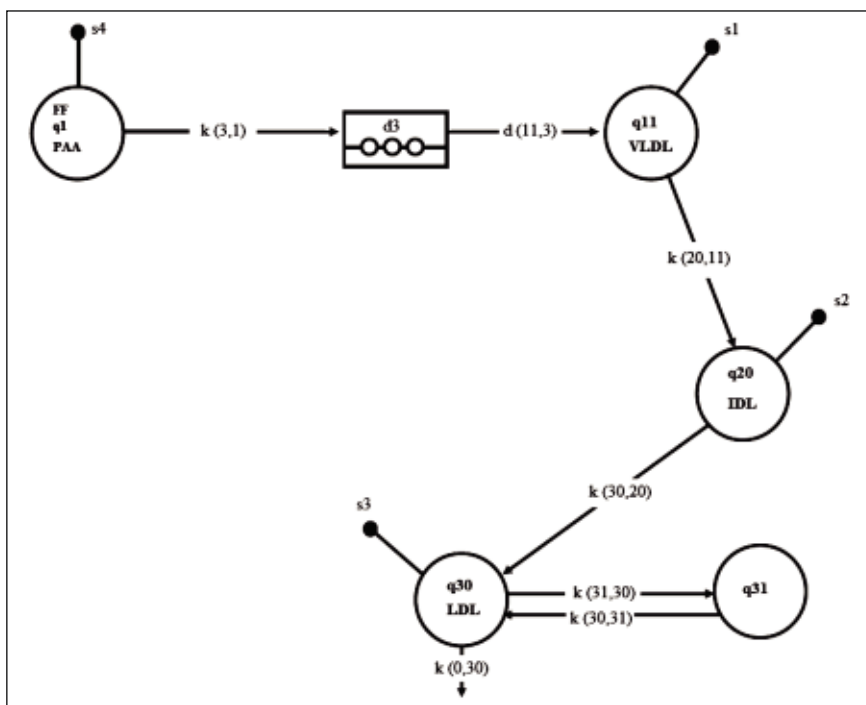 s4
s1
FF
q1
PAA
k (3,1)
d3
d (11,3)
q11
VLDL
k (20,11)
s2
q20
IDL
k (30,20)
s3
q30
LDL
k (31,30)
k (30,31)
q31
k (0,30)